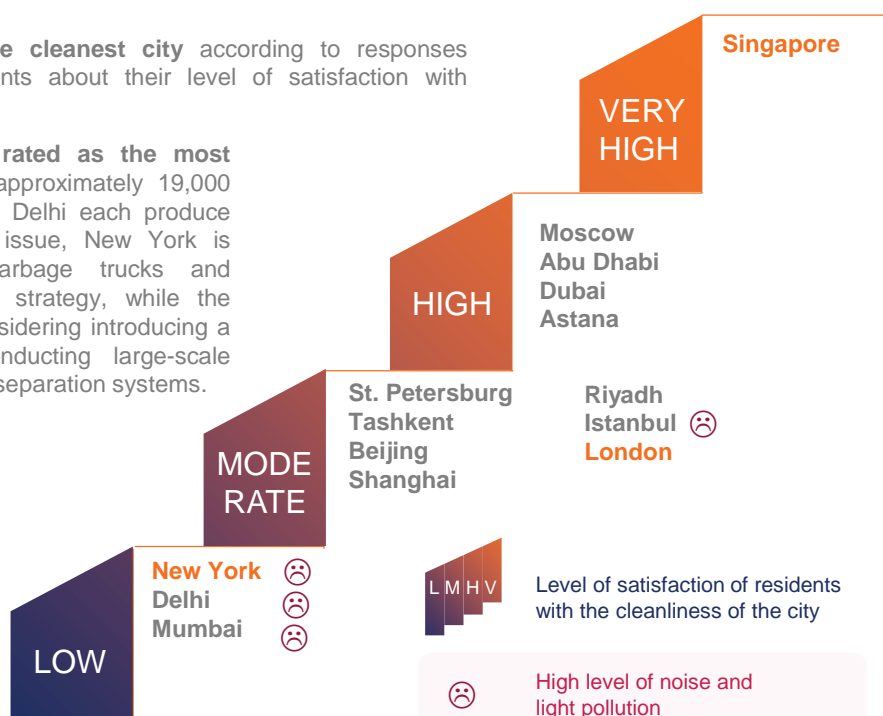 e cleanest city according to responses
nts about their level of satisfaction with
rated as the most
approximately 19,000
Delhi each produce
issue, New York is
arbage trucks and
strategy, while the
sidering introducing a
nducting large-scale
separation systems.
Singapore
VERY
HIGH
Moscow
Abu Dhabi
Dubai
Astana
HIGH
St. Petersburg
Tashkent
Beijing
Shanghai
Riyadh
Istanbul
London
MODE
RATE
New York
Delhi
Mumbai
LOW
L M H V
Level of satisfaction of residents
with the cleanliness of the city
High level of noise and
light pollution